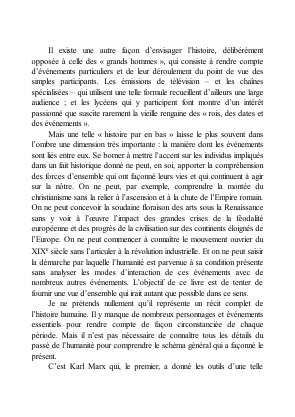 Il existe une autre façon d'envisager l'histoire, délibérément
opposée à celle des « grands hommes », qui consiste à rendre compte
d'événements particuliers et de leur déroulement du point de vue des
simples participants. Les émissions de télévision – et les chaînes
spécialisées – qui utilisent une telle formule recueillent d'ailleurs une large
audience ; et les lycéens qui y participent font montre d'un intérêt
passionné que suscite rarement la vieille rengaine des « rois, des dates et
des événements ».
Mais une telle « histoire par en bas » laisse le plus souvent dans
l'ombre une dimension très importante : la manière dont les événements
sont liés entre eux. Se borner à mettre l'accent sur les individus impliqués
dans un fait historique donné ne peut, en soi, apporter la compréhension
des forces d'ensemble qui ont façonné leurs vies et qui continuent à agir
sur la nôtre. On ne peut, par exemple, comprendre la montée du
christianisme sans la relier à l'ascension et à la chute de l'Empire romain.
On ne peut concevoir la soudaine floraison des arts sous la Renaissance
sans y voir à l'œuvre l'impact des grandes crises de la féodalité
européenne et des progrès de la civilisation sur des continents éloignés de
l'Europe. On ne peut commencer à connaître le mouvement ouvrier du
XIXᵉ siècle sans l'articuler à la révolution industrielle. Et on ne peut saisir
la démarche par laquelle l'humanité est parvenue à sa condition présente
sans analyser les modes d'interaction de ces événements avec de
nombreux autres événements. L'objectif de ce livre est de tenter de
fournir une vue d'ensemble qui irait autant que possible dans ce sens.
Je ne prétends nullement qu'il représente un récit complet de
l'histoire humaine. Il y manque de nombreux personnages et événements
essentiels pour rendre compte de façon circonstanciée de chaque
période. Mais il n'est pas nécessaire de connaître tous les détails du
passé de l'humanité pour comprendre le schéma général qui a façonné le
présent.
C'est Karl Marx qui, le premier, a donné les outils d'une telle